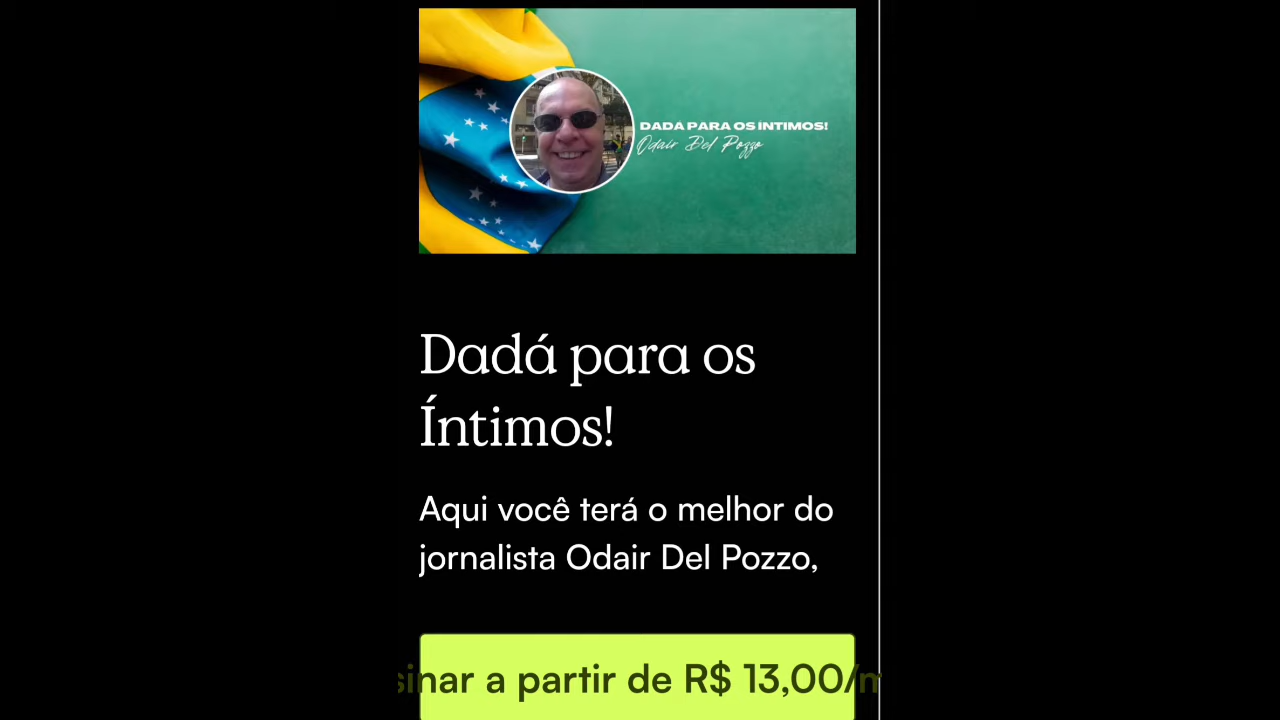 DADÁ PARA OS ÍNTIMOS!
Odair Del Pozzo
Dadá para os
Íntimos!
Aqui você terá o melhor do
jornalista Odair Del Pozzo,
sinar a partir de R$ 13,00/m